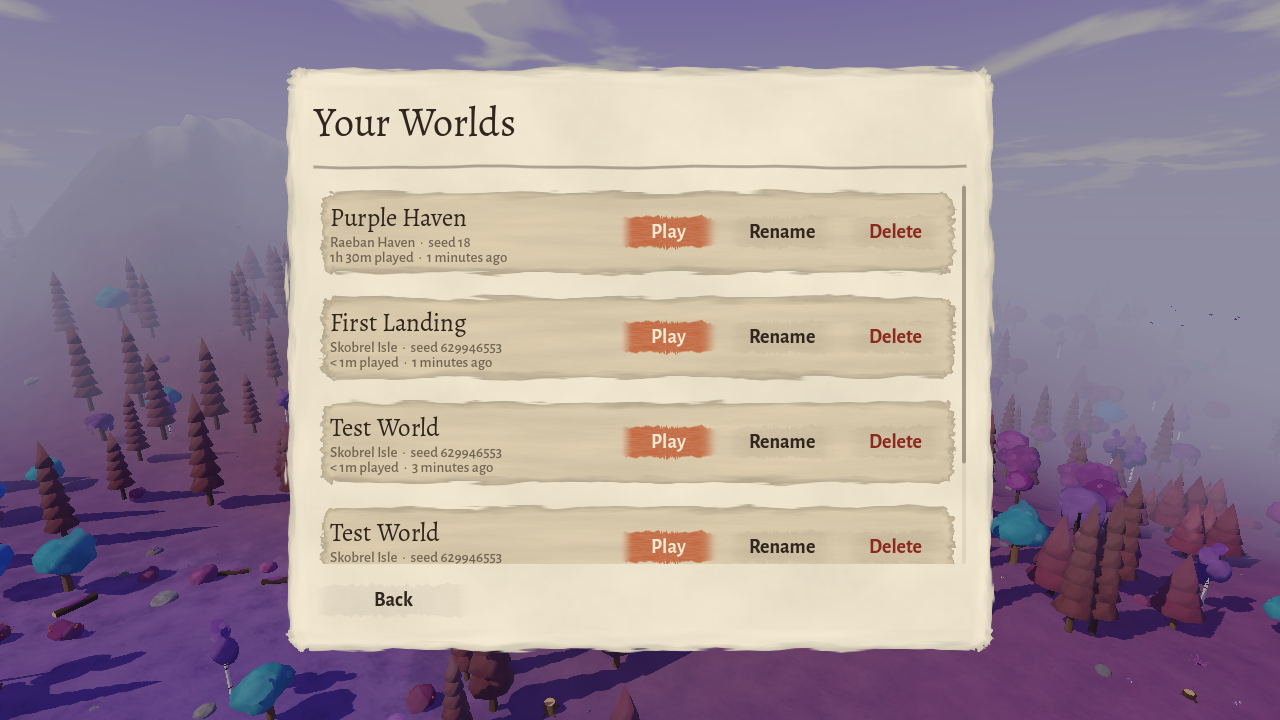 Your Worlds
Purple Haven
Raeban Haven · seed 18
1h 30m played · 1 minutes ago
Play Rename Delete
First Landing
Skobrel Isle · seed 629946553
< 1m played · 1 minutes ago
Play Rename Delete
Test World
Skobrel Isle · seed 629946553
< 1m played · 3 minutes ago
Play Rename Delete
Test World
Skobrel Isle · seed 629946553
Play Rename Delete
Back